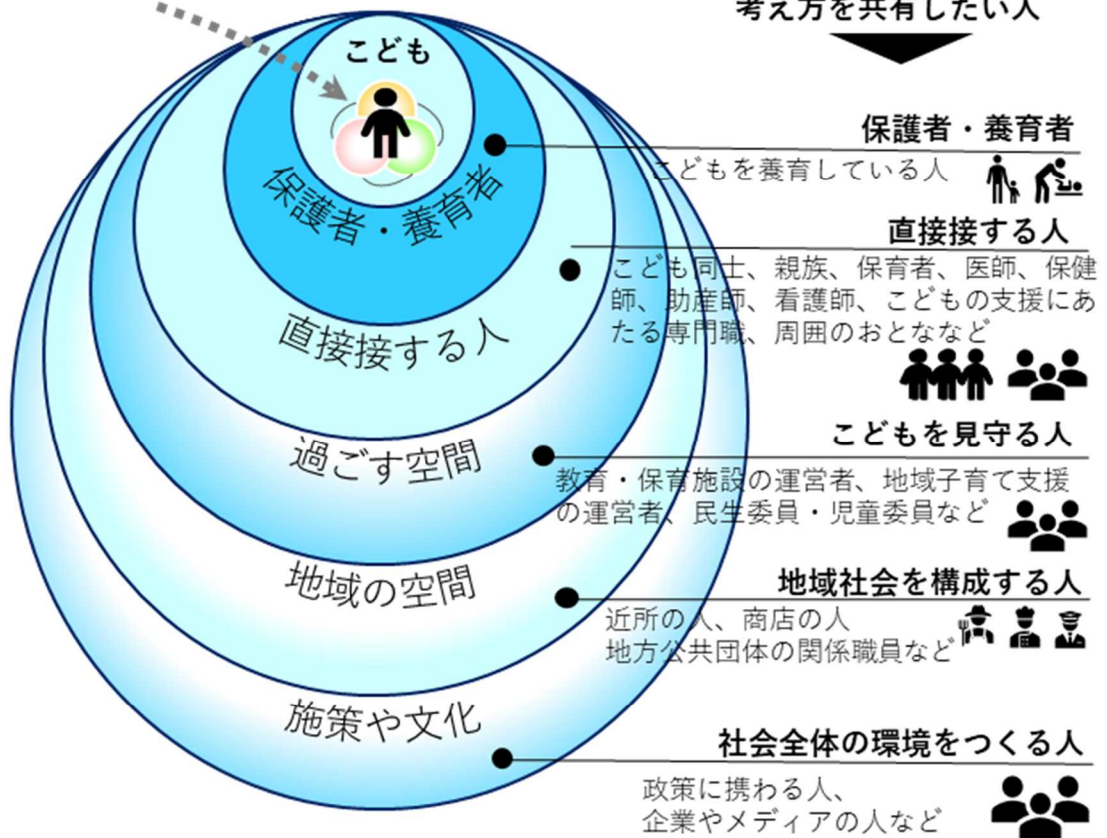 考え方を共有したい人
こども
保護者・養育者
直接接する人
過ごす空間
地域の空間
施策や文化
保護者・養育者
こどもを養育している人
直接接する人
こども同士、親族、保育者、医師、保健
師、助産師、看護師、こどもの支援にあ
たる専門職、周囲のおとななど
こどもを見守る人
教育・保育施設の運営者、地域子育て支援
の運営者、民生委員・児童委員など
地域社会を構成する人
近所の人、商店の人
地方公共団体の関係職員など
社会全体の環境をつくる人
政策に携わる人、
企業やメディアの人など